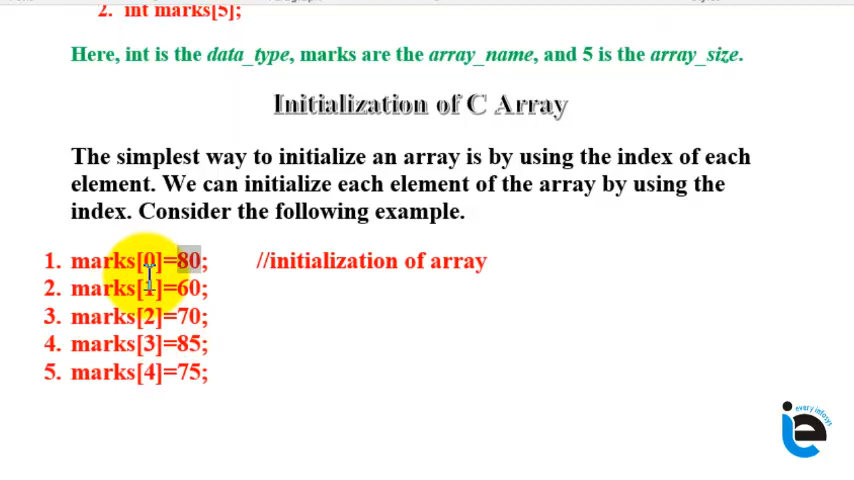 2. int marks[5];
Here, int is the data_type, marks are the array_name, and 5 is the array_size.
Initialization of C Array
The simplest way to initialize an array is by using the index of each
element. We can initialize each element of the array by using the
index. Consider the following example.
1. marks[0]=80; //initialization of array
2. marks[1]=60;
3. marks[2]=70;
4. marks[3]=85;
5. marks[4]=75;
every infosys